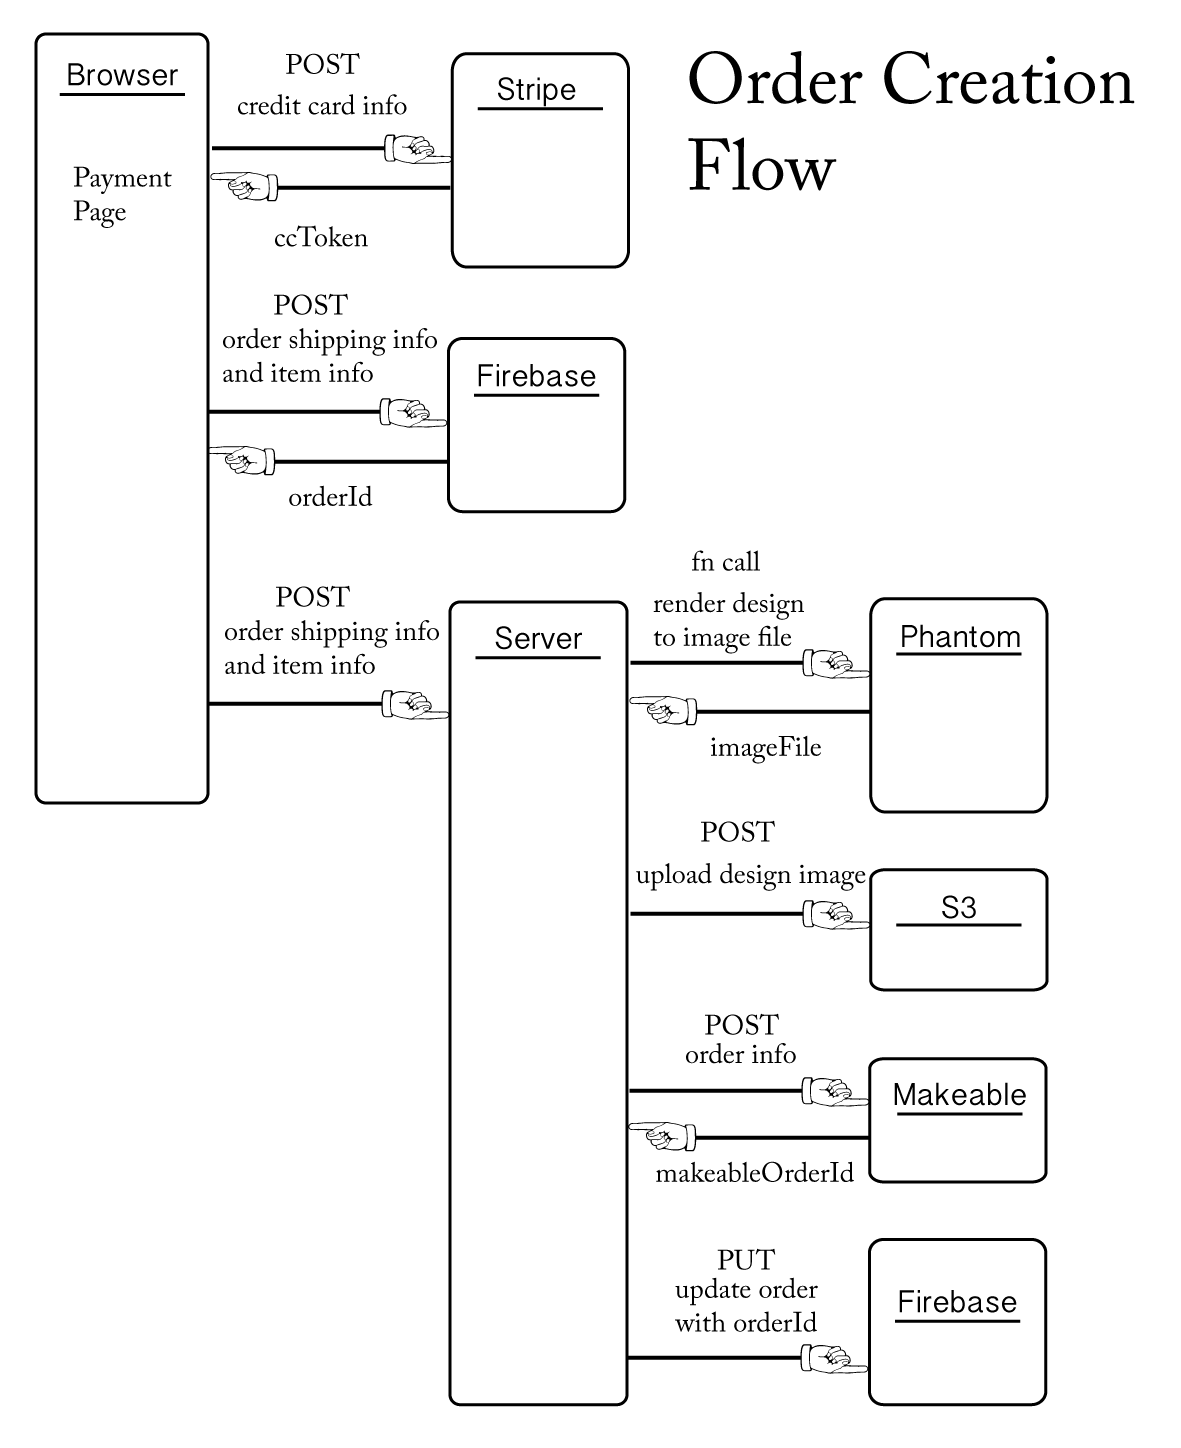 Order Creation
Flow
Browser
Payment
Page
POST
credit card info
Stripe
ccToken
POST
order shipping info
and item info
Firebase
orderId
POST
order shipping info
and item info
Server
fn call
render design
to image file
Phantom
imageFile
POST
upload design image
S3
POST
order info
Makeable
makeableOrderId
PUT
update order
with orderId
Firebase